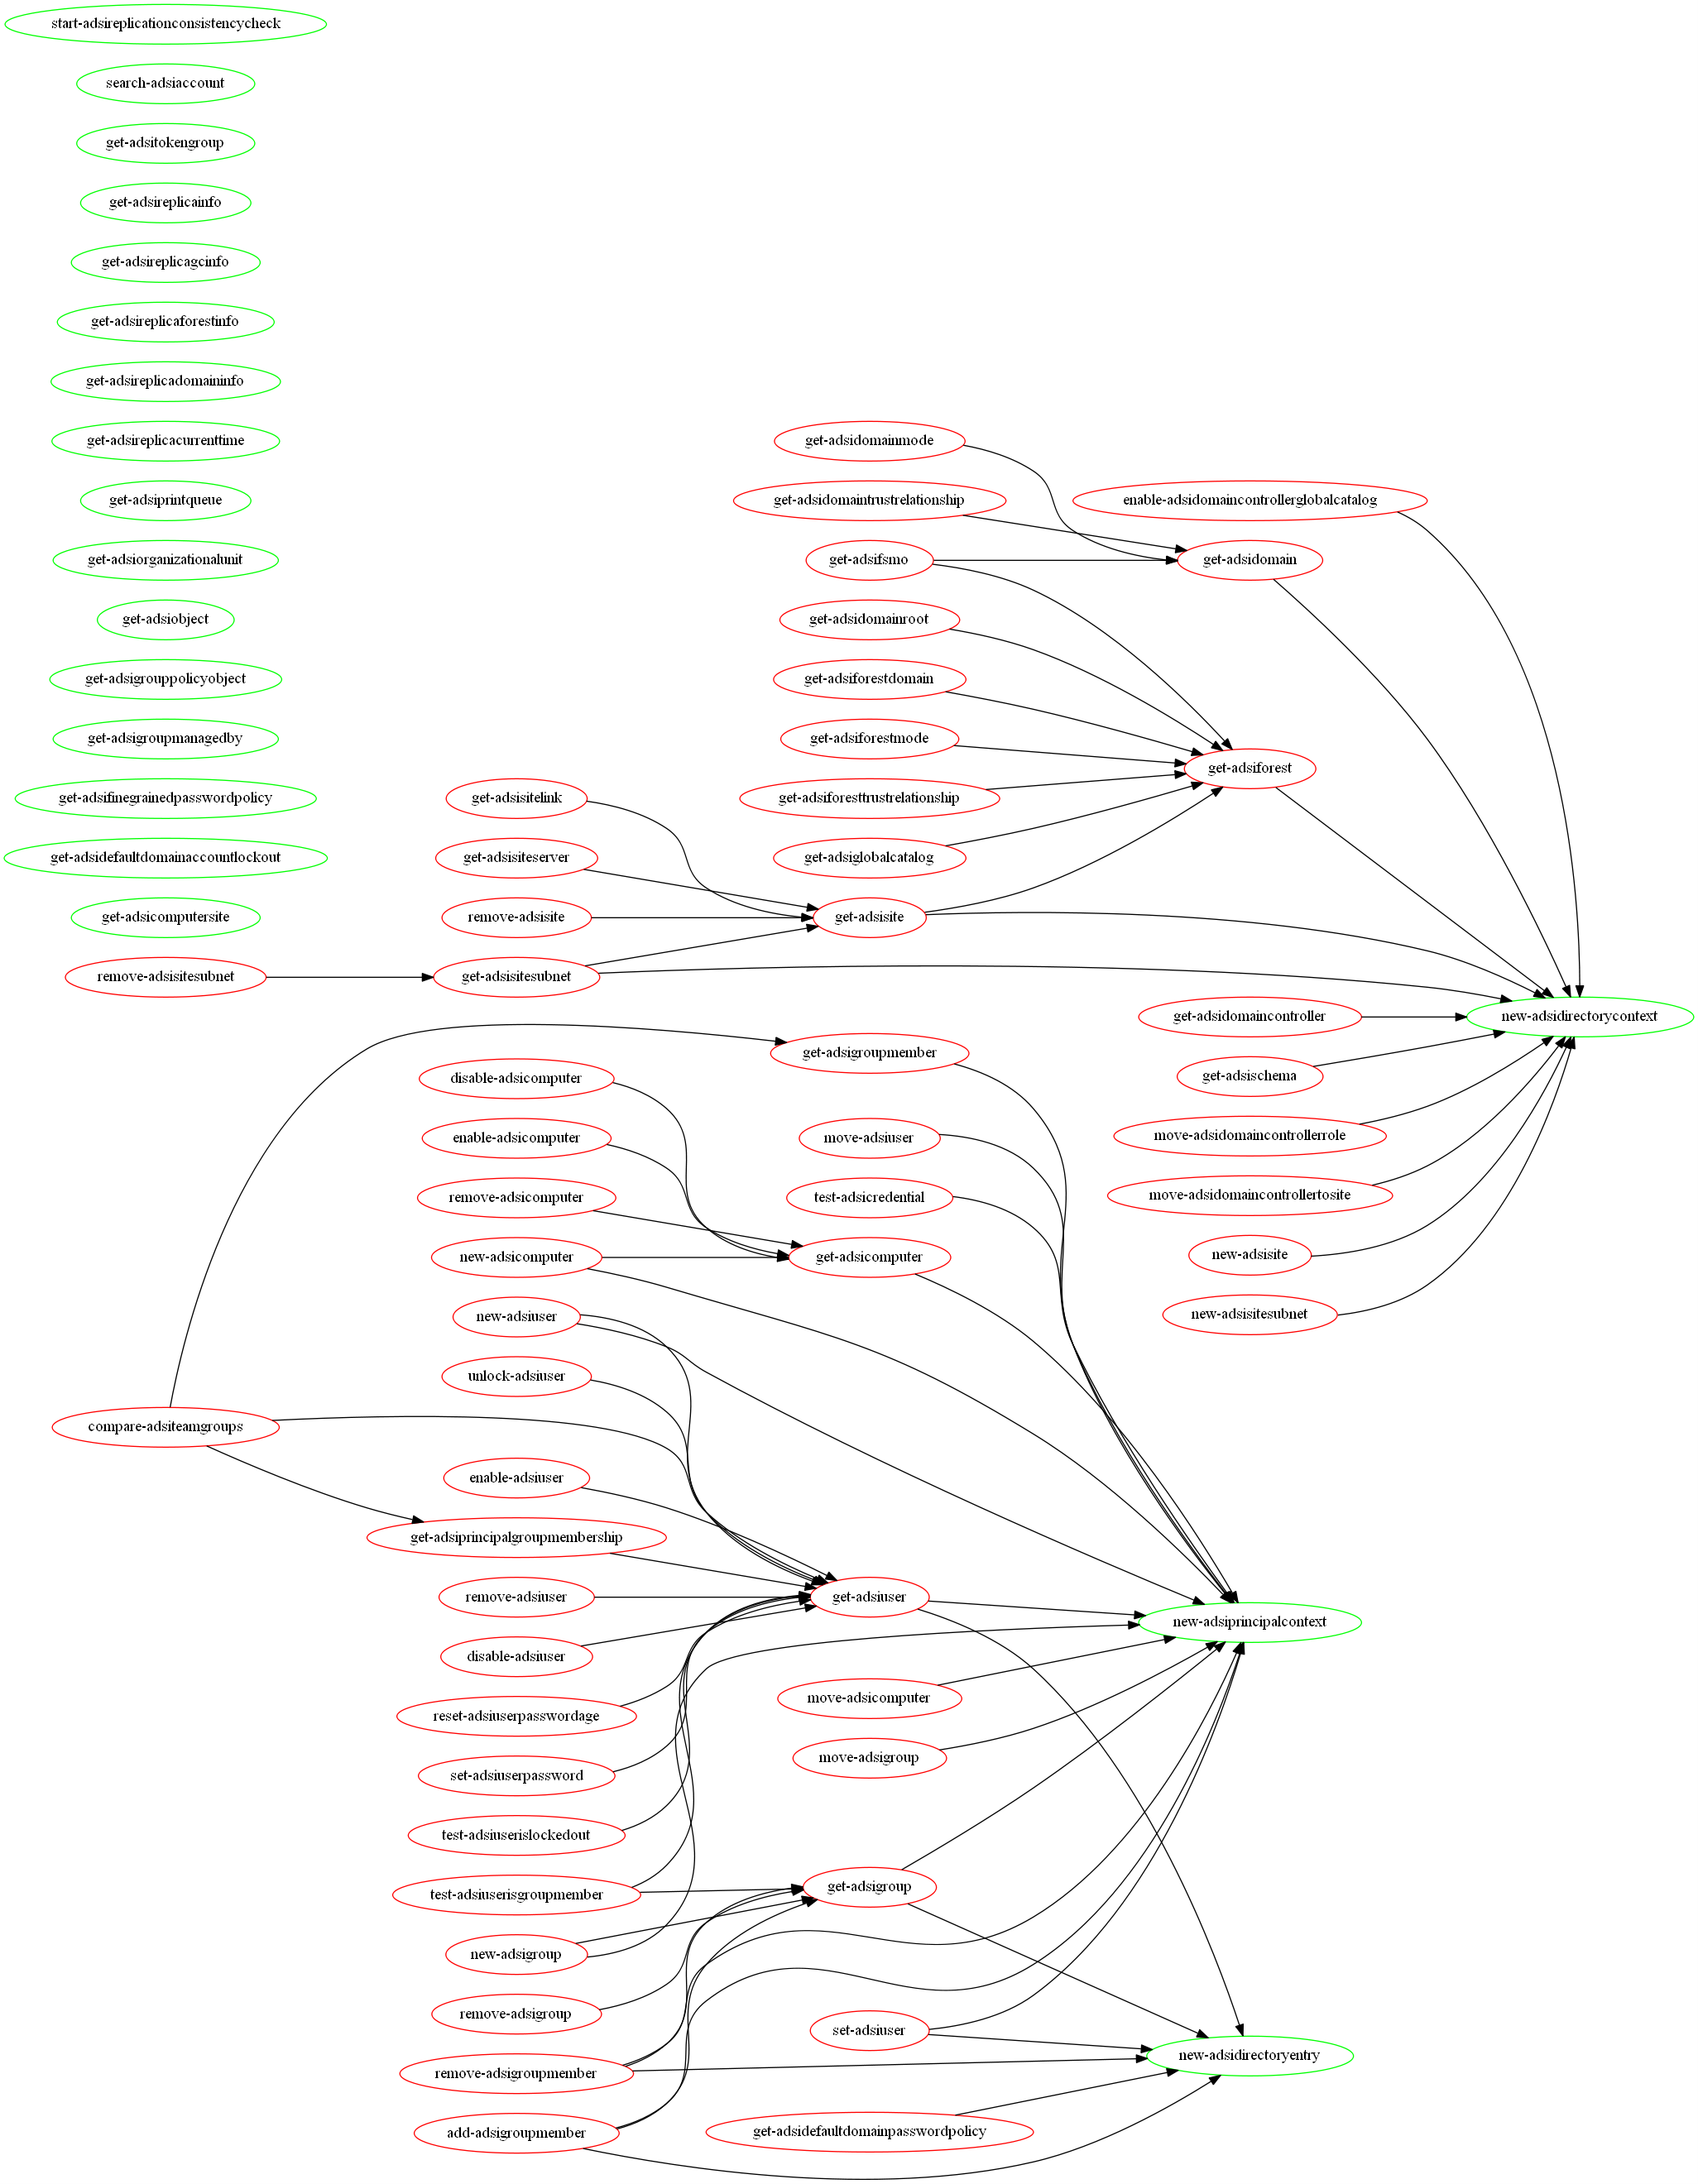 start-adsireplicationconsistencycheck
search-adsiaccount
get-adsitokengroup
get-adsireplicainfo
get-adsireplicagcinfo
get-adsireplicaforestinfo
get-adsireplicadomaininfo
get-adsireplicacurrenttime
get-adsiprintqueue
get-adsiorganizationalunit
get-adsiobject
get-adsigrouppolicyobject
get-adsigroupmanagedby
get-adsifinegrainedpasswordpolicy
get-adsidefaultdomainaccountlockout
get-adsicomputersite
remove-adsisitesubnet
compare-adsiteamgroups
get-adsisitelink
get-adsisiteserver
remove-adsisite
get-adsisitesubnet
disable-adsicomputer
enable-adsicomputer
remove-adsicomputer
new-adsicomputer
new-adsiuser
unlock-adsiuser
enable-adsiuser
get-adsiprincipalgroupmembership
remove-adsiuser
disable-adsiuser
reset-adsiuserpasswordage
set-adsiuserpassword
test-adsiuserislockedout
test-adsiuserisgroupmember
new-adsigroup
remove-adsigroup
remove-adsigroupmember
add-adsigroupmember
get-adsidomainmode
get-adsidomaintrustrelationship
get-adsifsmo
get-adsidomainroot
get-adsiforestdomain
get-adsiforestmode
get-adsiforesttrustrelationship
get-adsiglobalcatalog
get-adsisite
get-adsigroupmember
move-adsiuser
test-adsicredential
get-adsicomputer
get-adsiuser
move-adsicomputer
move-adsigroup
get-adsigroup
set-adsiuser
get-adsidefaultdomainpasswordpolicy
enable-adsidomaincontrollerglobalcatalog
get-adsidomain
get-adsiforest
get-adsidomaincontroller
get-adsischema
move-adsidomaincontrollerrole
move-adsidomaincontrollertosite
new-adsisite
new-adsisitesubnet
new-adsiprincipalcontext
new-adsidirectoryentry
new-adsidirectorycontext